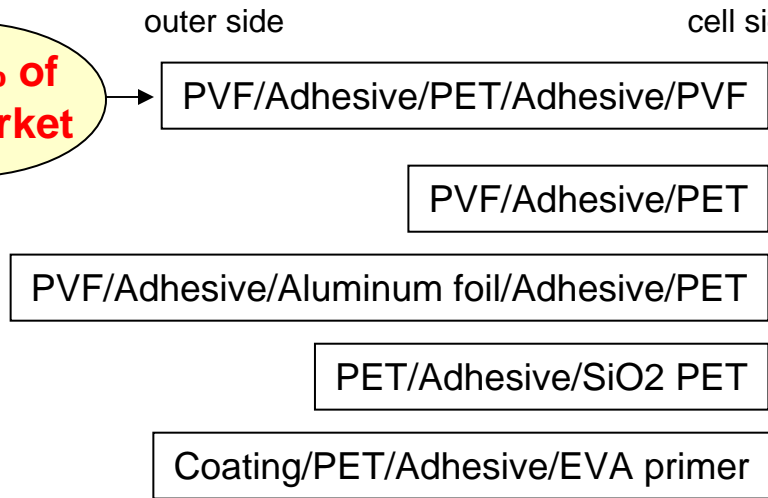 outer side
cell si
% of
rket
PVF/Adhesive/PET/Adhesive/PVF
PVF/Adhesive/PET
PVF/Adhesive/Aluminum foil/Adhesive/PET
PET/Adhesive/SiO2 PET
Coating/PET/Adhesive/EVA primer